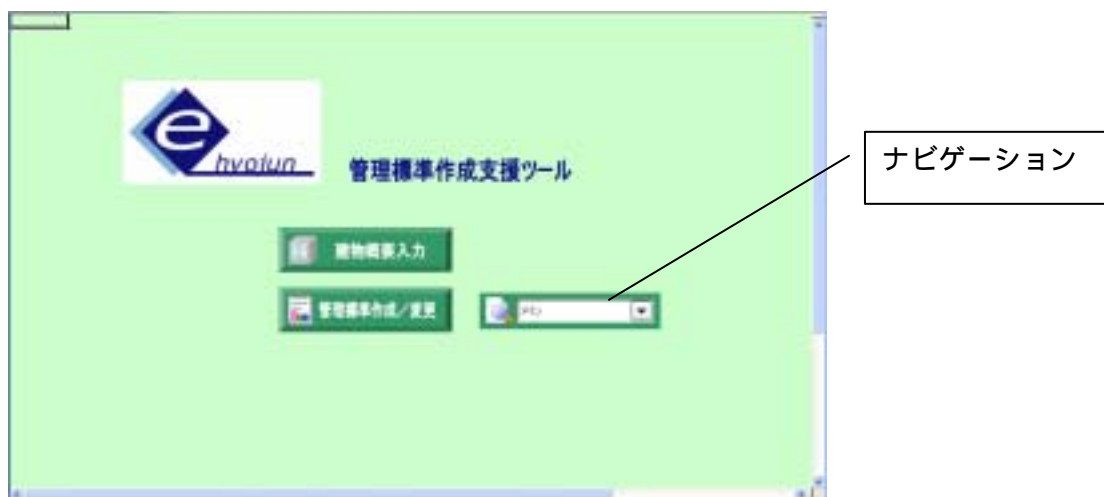 e
hvolun
管理標準作成支援ツール
ナビゲーション
建物概要入力
管理標準作成／変更